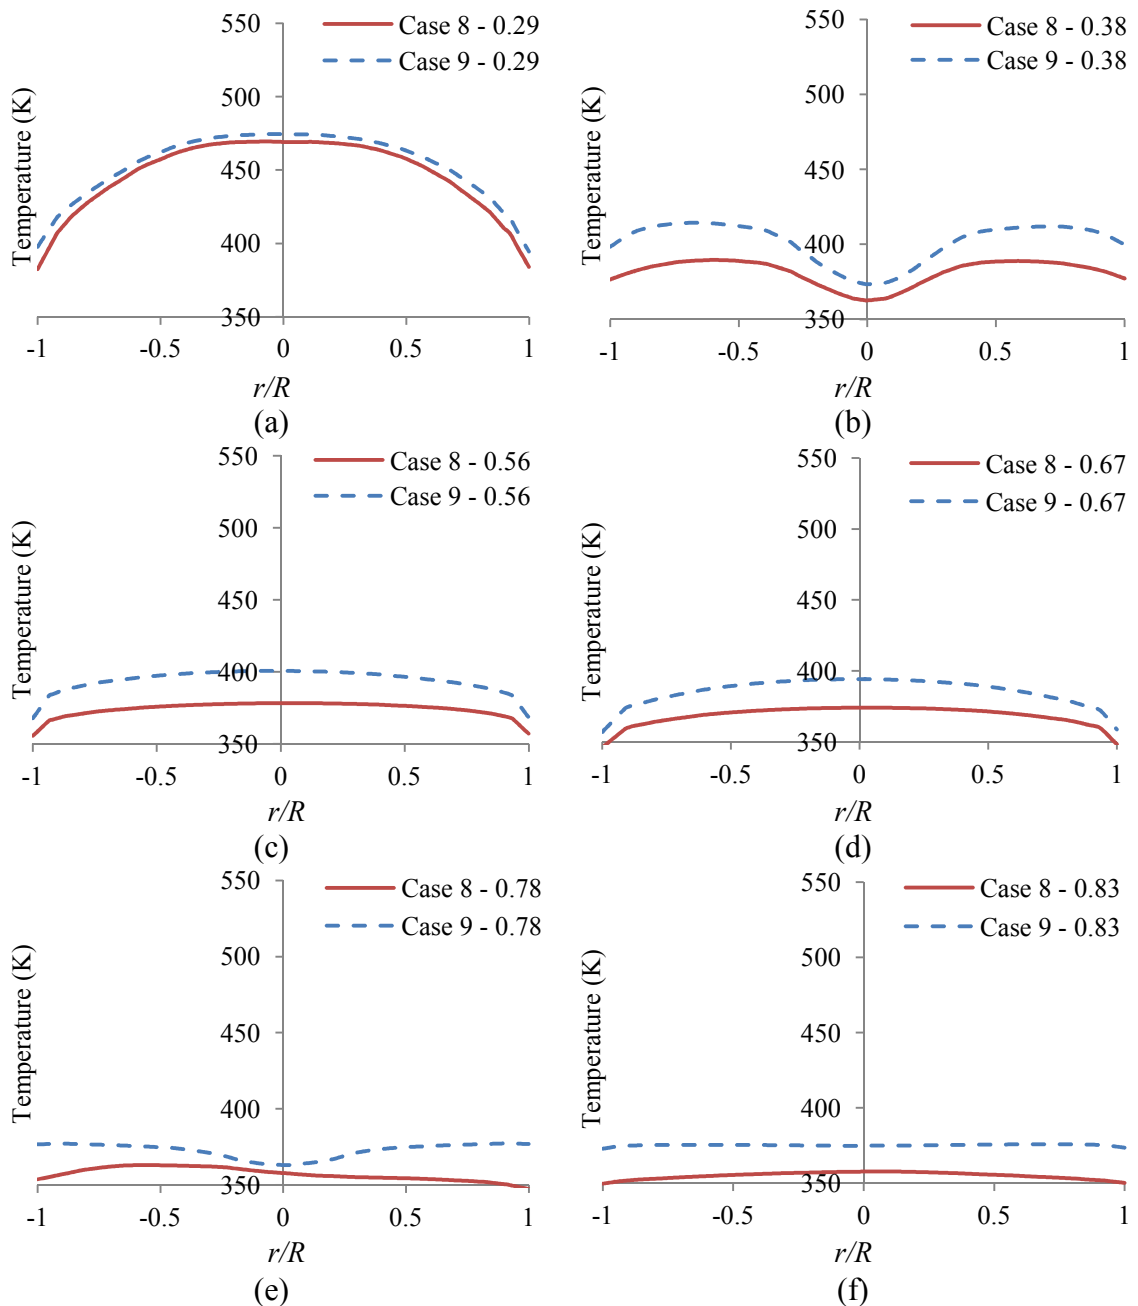 550
500
450
400
350
Temperature (K)
Case 8 - 0.29
Case 9 - 0.29
-1 -0.5 0 0.5 1
r/R
(a)
550
500
450
400
350
Temperature (K)
Case 8 - 0.38
Case 9 - 0.38
-1 -0.5 0 0.5 1
r/R
(b)
550
500
450
400
350
Temperature (K)
Case 8 - 0.56
Case 9 - 0.56
-1 -0.5 0 0.5 1
r/R
(c)
550
500
450
400
350
Temperature (K)
Case 8 - 0.67
Case 9 - 0.67
-1 -0.5 0 0.5 1
r/R
(d)
550
500
450
400
350
Temperature (K)
Case 8 - 0.78
Case 9 - 0.78
-1 -0.5 0 0.5 1
r/R
(e)
550
500
450
400
350
Temperature (K)
Case 8 - 0.83
Case 9 - 0.83
-1 -0.5 0 0.5 1
r/R
(f)